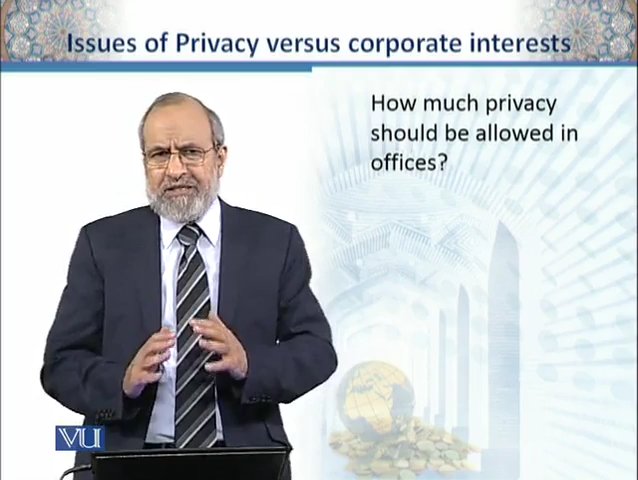 Issues of Privacy versus corporate interests
How much privacy
should be allowed in
offices?
VU